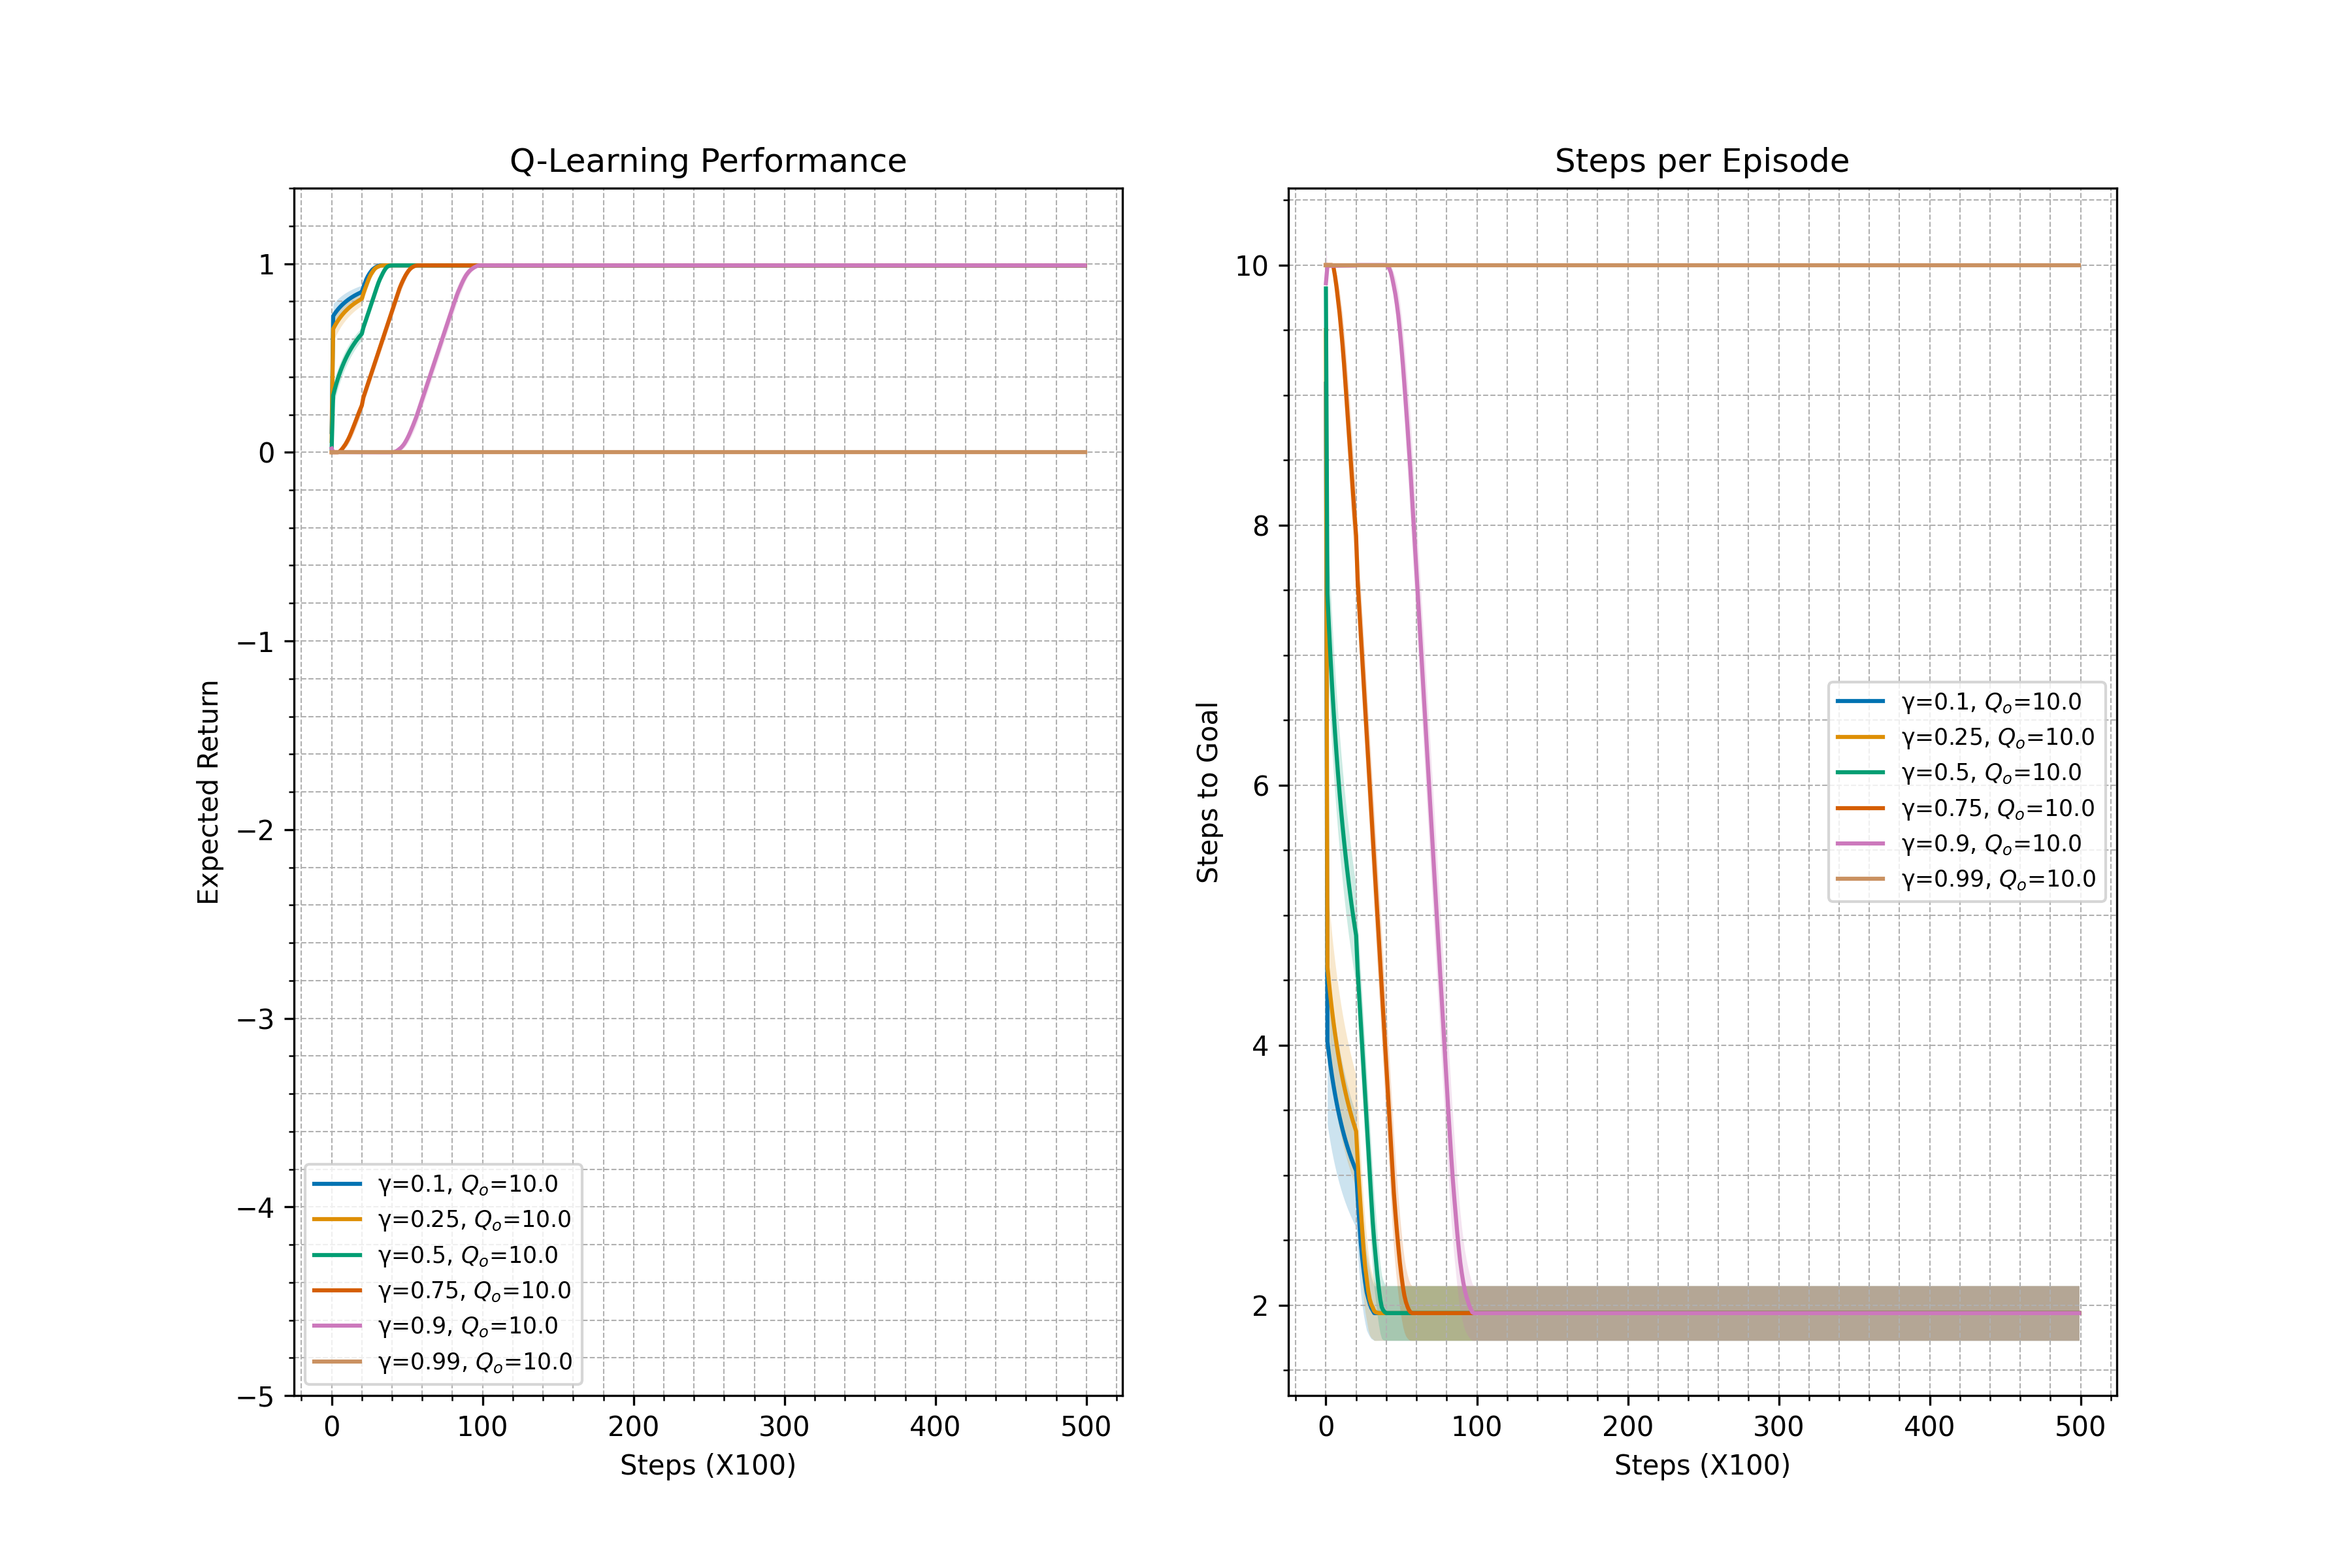 Q-Learning Performance
Expected Return
1
0
−1
−2
−3
−4
−5
γ=0.1, Qₒ=10.0
γ=0.25, Qₒ=10.0
γ=0.5, Qₒ=10.0
γ=0.75, Qₒ=10.0
γ=0.9, Qₒ=10.0
γ=0.99, Qₒ=10.0
0 100 200 300 400 500
Steps (X100)
Steps per Episode
Steps to Goal
10
8
6
4
2
γ=0.1, Qₒ=10.0
γ=0.25, Qₒ=10.0
γ=0.5, Qₒ=10.0
γ=0.75, Qₒ=10.0
γ=0.9, Qₒ=10.0
γ=0.99, Qₒ=10.0
0 100 200 300 400 500
Steps (X100)